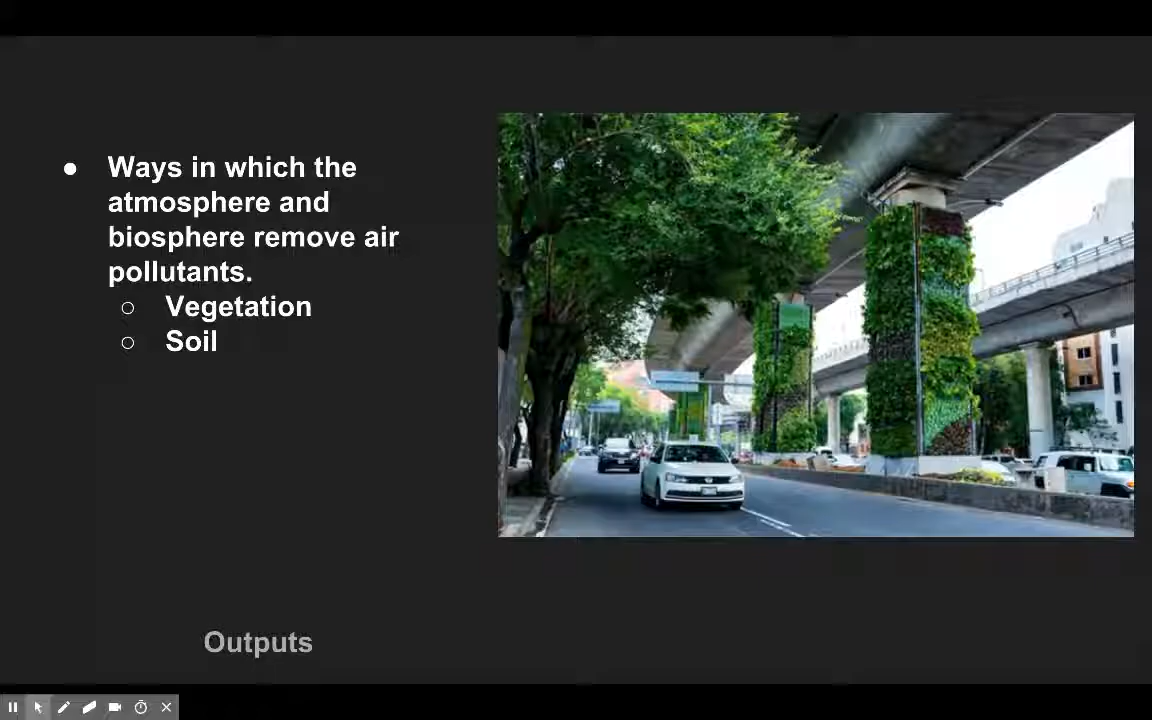 ● Ways in which the
atmosphere and
biosphere remove air
pollutants.
○ Vegetation
○ Soil
Outputs